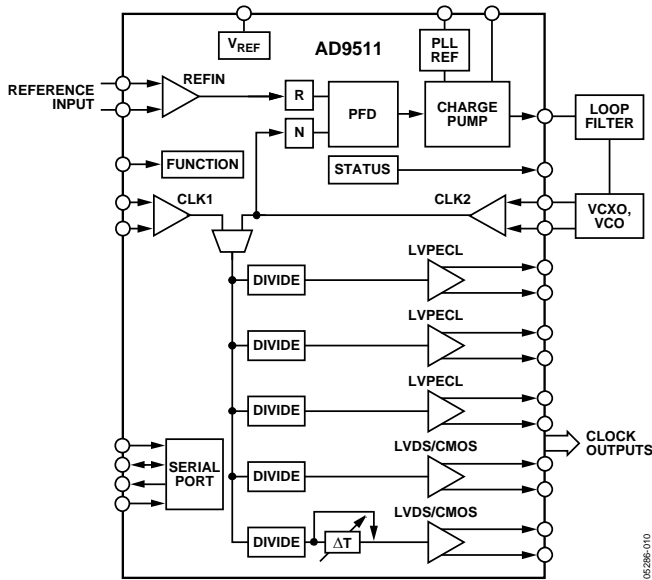 VREF
AD9511
PLL
REF
REFERENCE
INPUT
REFIN
R
N
PFD
CHARGE
PUMP
LOOP
FILTER
FUNCTION
STATUS
CLK1
CLK2
VCXO,
VCO
LVPECL
DIVIDE
LVPECL
DIVIDE
LVPECL
DIVIDE
CLOCK
OUTPUTS
SERIAL
PORT
LVDS/CMOS
DIVIDE
LVDS/CMOS
DIVIDE
ΔT
05286-010